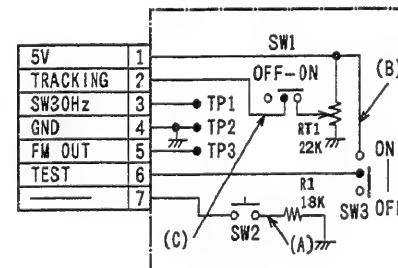 SW1
5V 1
TRACKING 2
SW30Hz 3
GND 4
FM OUT 5
TEST 6
7
OFF-ON
(B)
TP1
TP2
TP3
RT1
22K
ON
OFF
R1
18K
SW3
(C)
SW2
(A)